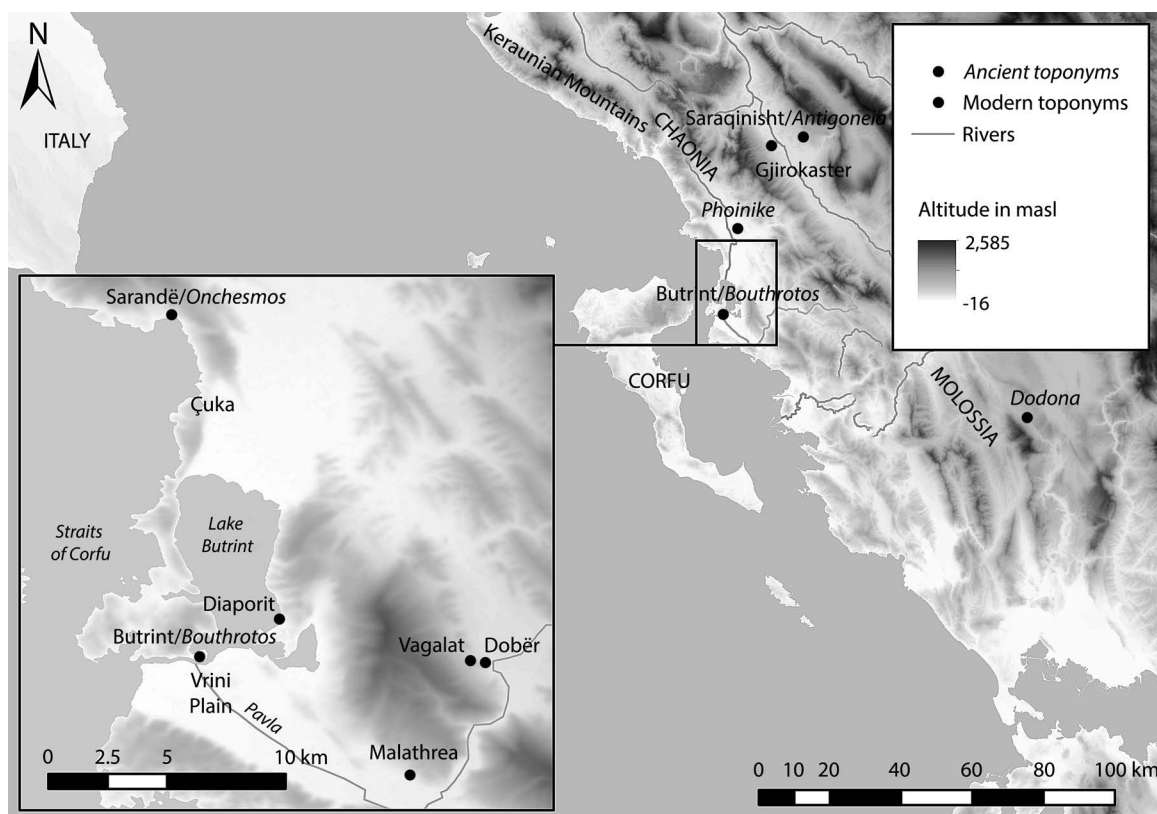 N
ITALY
Keraunian Mountains
CHAONIA
Saraqinisht/Antigoneia
Gjirokaster
Phoinike
Butrint/Bouthrotos
CORFU
MOLOSSIA
Dodona
Ancient toponyms
Modern toponyms
Rivers
Altitude in masl
2,585
-16
Sarandë/Onchesmos
Çuka
Straits
of Corfu
Lake
Butrint
Diaporit
Butrint/Bouthrotos
Vrini
Plain
Vagalat
Dobër
Pavla
Malathrea
0 2.5 5 10 km
0 10 20 40 60 80 100 km